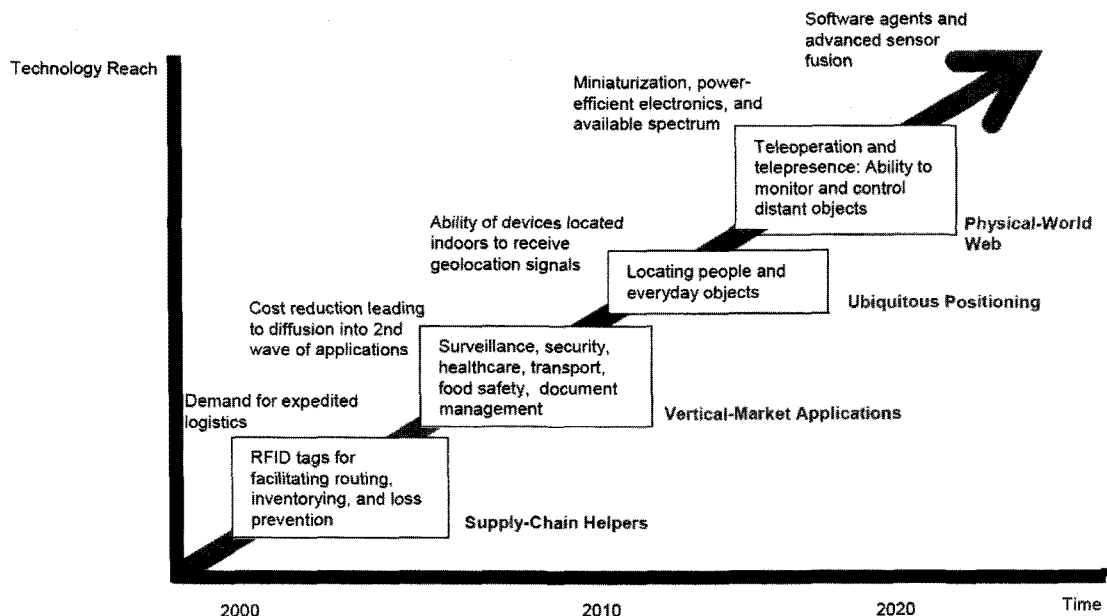 Software agents and
advanced sensor
fusion
Technology Reach
Miniaturization, power-
efficient electronics, and
available spectrum
Teleoperation and
telepresence: Ability to
monitor and control
distant objects
Physical-World
Web
Ability of devices located
indoors to receive
geolocation signals
Locating people and
everyday objects
Ubiquitous Positioning
Cost reduction leading
to diffusion into 2nd
wave of applications
Surveillance, security,
healthcare, transport,
food safety, document
management
Vertical-Market Applications
Demand for expedited
logistics
RFID tags for
facilitating routing,
inventorying, and loss
prevention
Supply-Chain Helpers
2000
2010
2020
Time